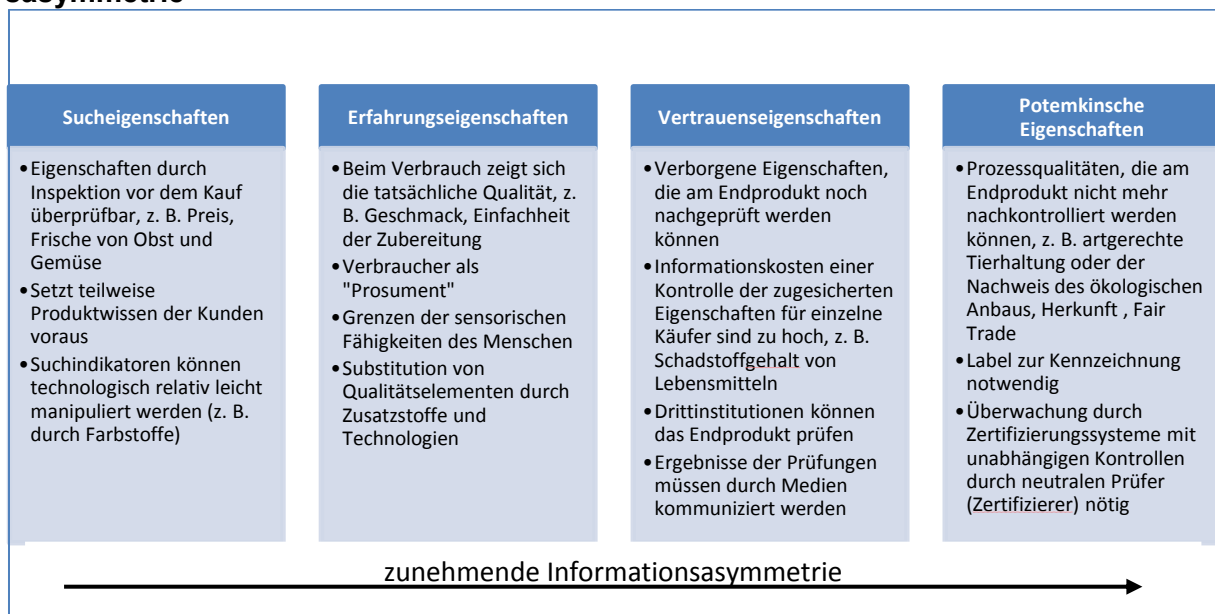 sasymmetrie
Sucheigenschaften
•Eigenschaften durch
Inspektion vor dem Kauf
überprüfbar, z. B. Preis,
Frische von Obst und
Gemüse
•Setzt teilweise
Produktwissen der Kunden
voraus
•Suchindikatoren können
technologisch relativ leicht
manipuliert werden (z. B.
durch Farbstoffe)
Erfahrungseigenschaften
•Beim Verbrauch zeigt sich
die tatsächliche Qualität, z.
B. Geschmack, Einfachheit
der Zubereitung
•Verbraucher als
"Prosument"
•Grenzen der sensorischen
Fähigkeiten des Menschen
•Substitution von
Qualitätselementen durch
Zusatzstoffe und
Technologien
Vertrauenseigenschaften
•Verborgene Eigenschaften,
die am Endprodukt noch
nachgeprüft werden
können
•Informationskosten einer
Kontrolle der zugesicherten
Eigenschaften für einzelne
Käufer sind zu hoch, z. B.
Schadstoffgehalt von
Lebensmitteln
•Drittinstitutionen können
das Endprodukt prüfen
•Ergebnisse der Prüfungen
müssen durch Medien
kommuniziert werden
Potemkinsche
Eigenschaften
•Prozessqualitäten, die am
Endprodukt nicht mehr
nachkontrolliert werden
können, z. B. artgerechte
Tierhaltung oder der
Nachweis des ökologischen
Anbaus, Herkunft , Fair
Trade
•Label zur Kennzeichnung
notwendig
•Überwachung durch
Zertifizierungssysteme mit
unabhängigen Kontrollen
durch neutralen Prüfer
(Zertifizierer) nötig
zunehmende Informationsasymmetrie